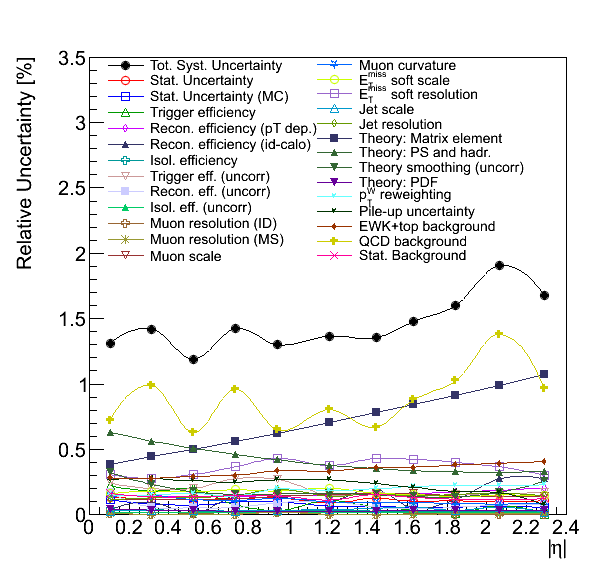 Relative Uncertainty [%]
3.5
3
2.5
2
1.5
1
0.5
0
Tot. Syst. Uncertainty
Stat. Uncertainty
Stat. Uncertainty (MC)
Trigger efficiency
Recon. efficiency (pT dep.)
Recon. efficiency (id-calo)
Isol. efficiency
Trigger eff. (uncorr)
Recon. eff. (uncorr)
Isol. eff. (uncorr)
Muon resolution (ID)
Muon resolution (MS)
Muon scale
Muon curvature
E_T^miss soft scale
E_T^miss soft resolution
Jet scale
Jet resolution
Theory: Matrix element
Theory: PS and hadr.
Theory smoothing (uncorr)
Theory: PDF
p_T^W reweighting
Pile-up uncertainty
EWK+top background
QCD background
Stat. Background
0 0.2 0.4 0.6 0.8 1 1.2 1.4 1.6 1.8 2 2.2 2.4
|η|